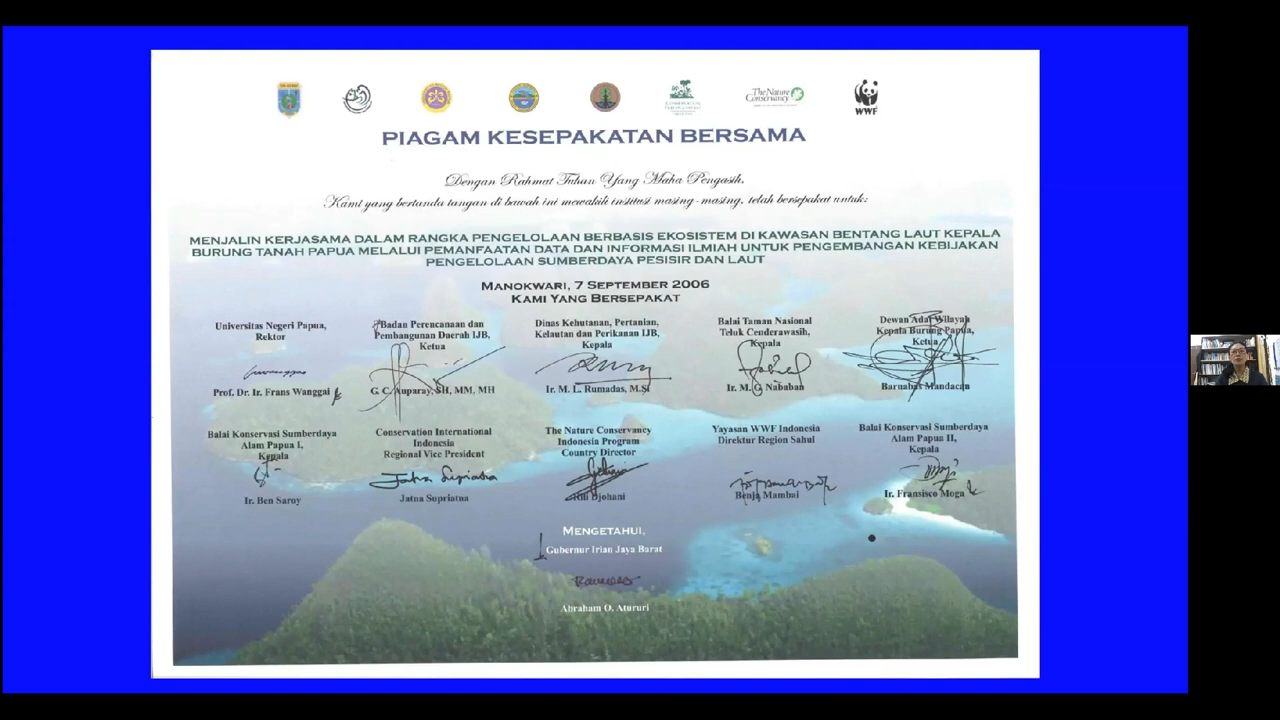 The Nature Conservancy
WWF
PIAGAM KESEPAKATAN BERSAMA
Dengan Rahmat Tuhan Yang Maha Pengasih,
Kami yang bertanda tangan di bawah ini mewakili institusi masing-masing, telah bersepakat untuk:
MENJALIN KERJASAMA DALAM RANGKA PENGELOLAAN BERBASIS EKOSISTEM DI KAWASAN BENTANG LAUT KEPALA
BURUNG TANAH PAPUA MELALUI PEMANFAATAN DATA DAN INFORMASI ILMIAH UNTUK PENGEMBANGAN KEBIJAKAN
PENGELOLAAN SUMBERDAYA PESISIR DAN LAUT
MANOKWARI, 7 SEPTEMBER 2006
KAMI YANG BERSEPAKAT
Universitas Negeri Papua,
Rektor
Prof. Dr. Ir. Frans Wanggai
Badan Perencanaan dan
Pembangunan Daerah IJB,
Ketua
G. C. Auparay, SH, MM, MH
Dinas Kehutanan, Pertanian,
Kelautan dan Perikanan IJB,
Kepala
Ir. M. L. Rumadas, M.Si
Balai Taman Nasional
Teluk Cenderawasih,
Kepala
Ir. M. G. Nababan
Dewan Adat Wilayah
Kepala Burung Papua,
Ketua
Barnabas Mandacan
Balai Konservasi Sumberdaya
Alam Papua I,
Kepala
Ir. Ben Saroy
Conservation International
Indonesia
Regional Vice President
Jatna Supriatna
Jatna Supriatna
The Nature Conservancy
Indonesia Program
Country Director
Rili Djohani
Yayasan WWF Indonesia
Direktur Region Sahul
Benja Mambai
Balai Konservasi Sumberdaya
Alam Papua II,
Kepala
Ir. Fransisco Moga
MENGETAHUI,
Gubernur Irian Jaya Barat
Abraham O. Atururi